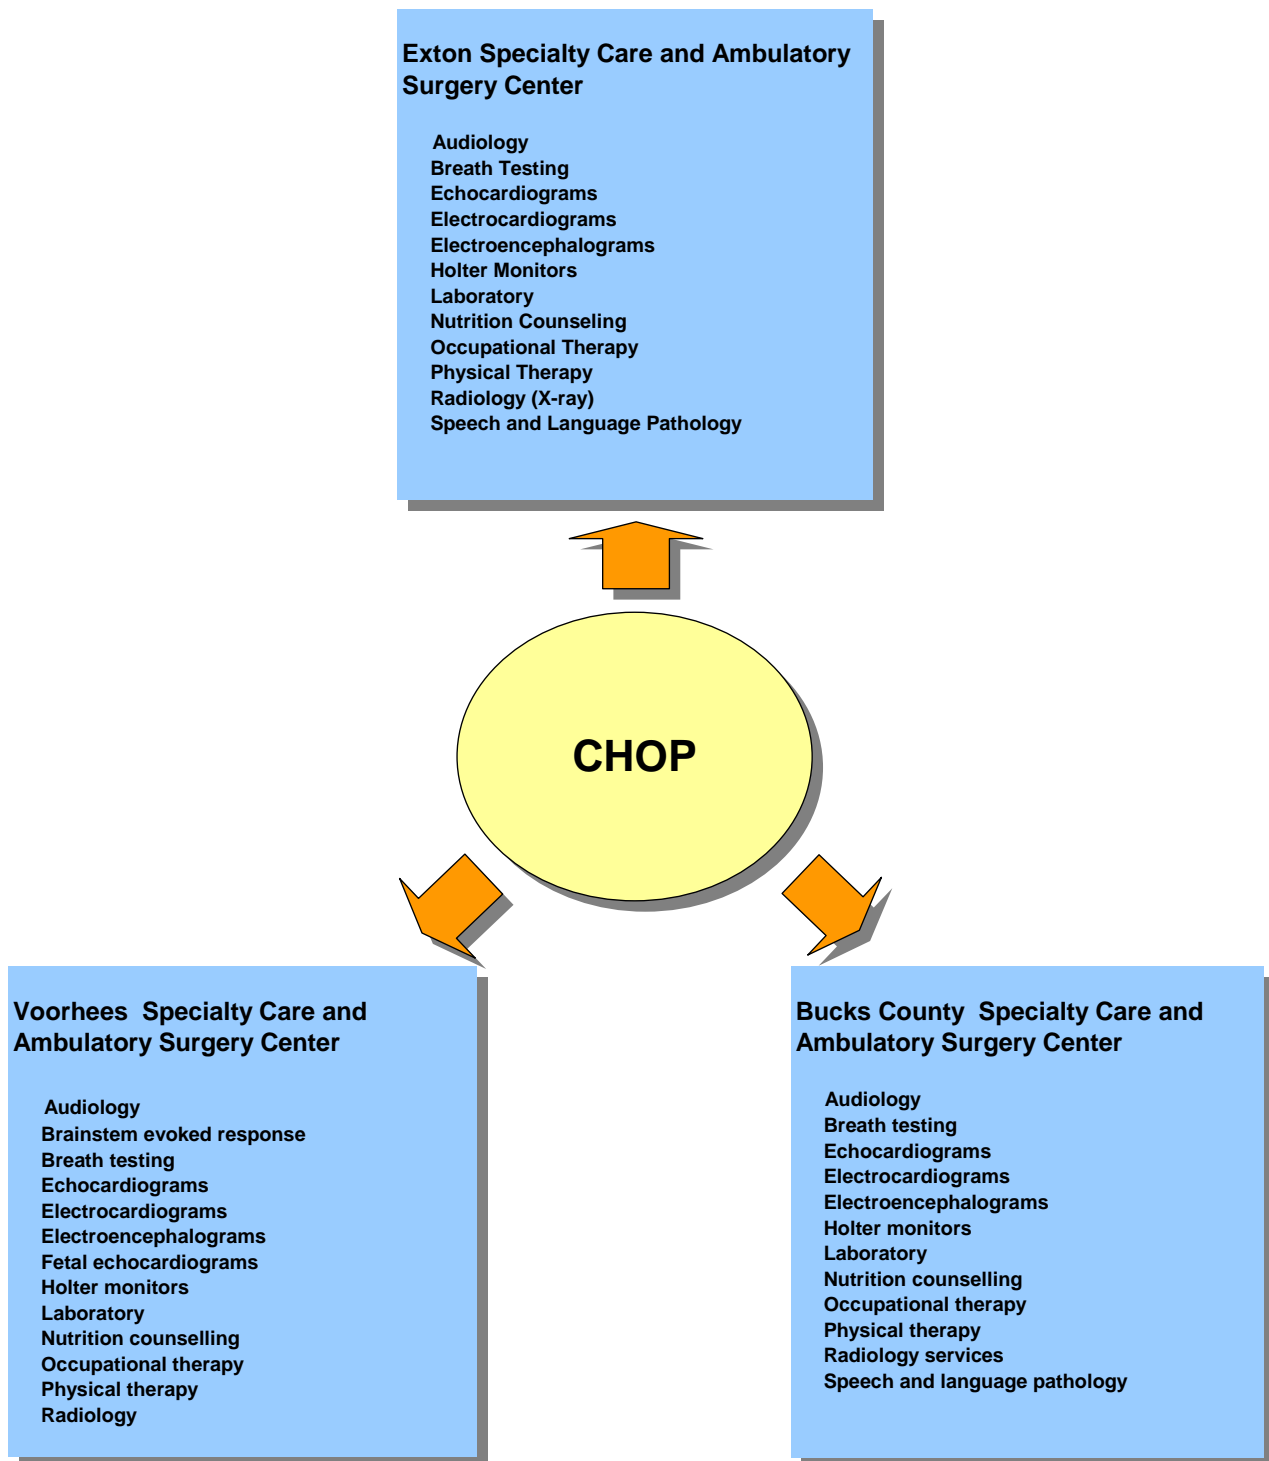 Exton Specialty Care and Ambulatory
Surgery Center
Audiology
Breath Testing
Echocardiograms
Electrocardiograms
Electroencephalograms
Holter Monitors
Laboratory
Nutrition Counseling
Occupational Therapy
Physical Therapy
Radiology (X-ray)
Speech and Language Pathology
CHOP
Voorhees  Specialty Care and
Ambulatory Surgery Center
Audiology
Brainstem evoked response
Breath testing
Echocardiograms
Electrocardiograms
Electroencephalograms
Fetal echocardiograms
Holter monitors
Laboratory
Nutrition counselling
Occupational therapy
Physical therapy
Radiology
Bucks County  Specialty Care and
Ambulatory Surgery Center
Audiology
Breath testing
Echocardiograms
Electrocardiograms
Electroencephalograms
Holter monitors
Laboratory
Nutrition counselling
Occupational therapy
Physical therapy
Radiology services
Speech and language pathology